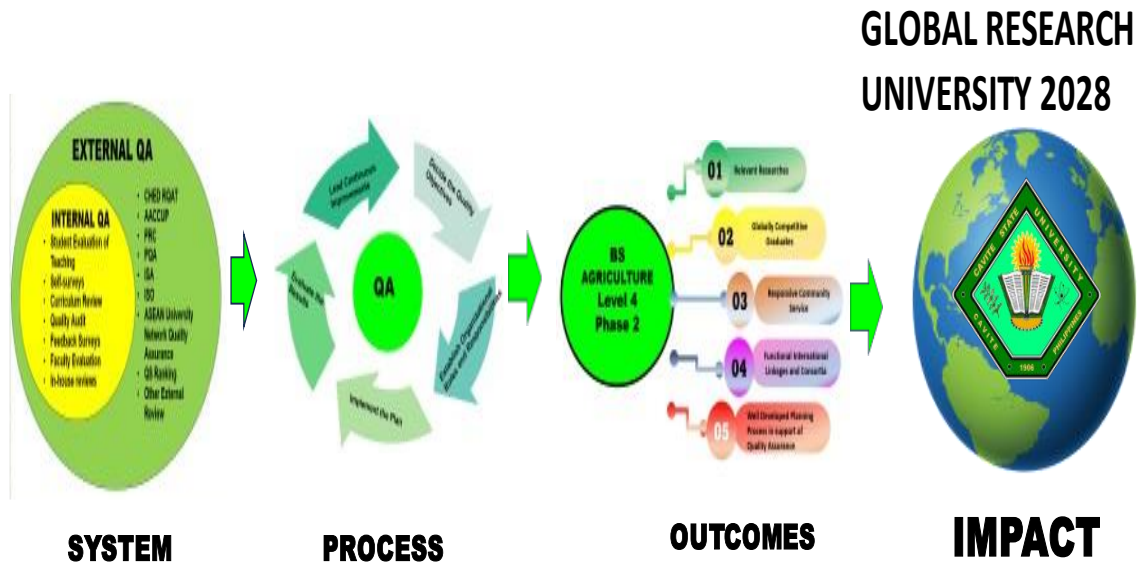 GLOBAL RESEARCH
UNIVERSITY 2028
EXTERNAL QA
• CHED RQAT
• AACCUP
• PRC
• PQA
• ISA
• ISO
• ASEAN University
Network Quality
Assurance
• QS Ranking
• Other External
Review
INTERNAL QA
• Student Evaluation of
Teaching
• Self-surveys
• Curriculum Review
• Quality Audit
• Feedback Surveys
• Faculty Evaluation
• In-house reviews
SYSTEM
Lead Continuous
Improvements
Decide the Quality
Objectives
Establish Organizational
Roles and Responsibilities
Implement the Plan
Evaluate the
Results
QA
PROCESS
BS
AGRICULTURE
Level 4
Phase 2
01
Relevant Researches
02
Globally Competitive
Graduates
03
Responsive Community
Service
04
Functional International
Linkages and Consortia
05
Well Developed Planning
Process in support of
Quality Assurance
OUTCOMES
CAVITE STATE UNIVERSITY
CAVITE PHILIPPINES
1906
IMPACT